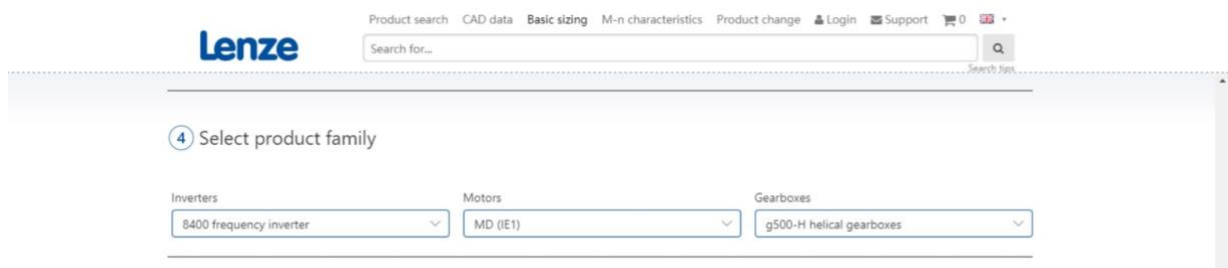 Product search CAD data Basic sizing M-n characteristics Product change Login Support 0
Lenze
Search for...
Search tips
4 Select product family
Inverters Motors Gearboxes
8400 frequency inverter MD (IE1) g500-H helical gearboxes